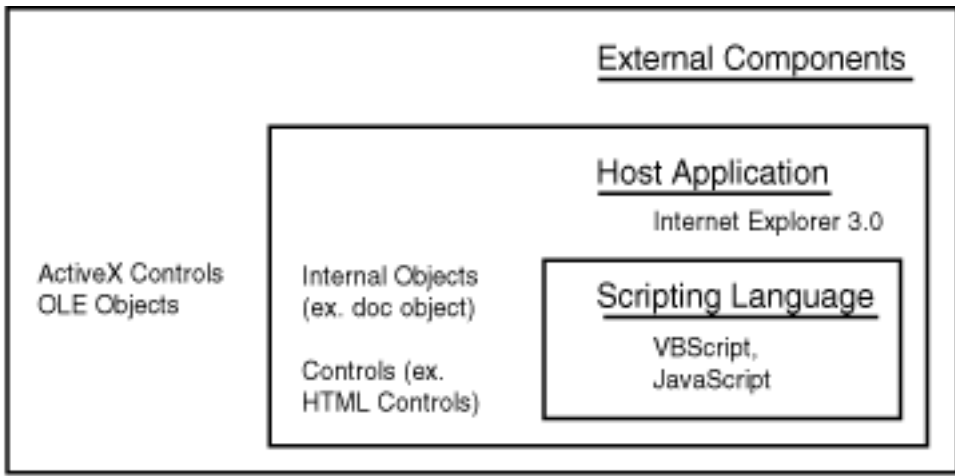 External Components
Host Application
Internet Explorer 3.0
ActiveX Controls
OLE Objects
Internal Objects
(ex. doc object)
Controls (ex.
HTML Controls)
Scripting Language
VBScript,
JavaScript